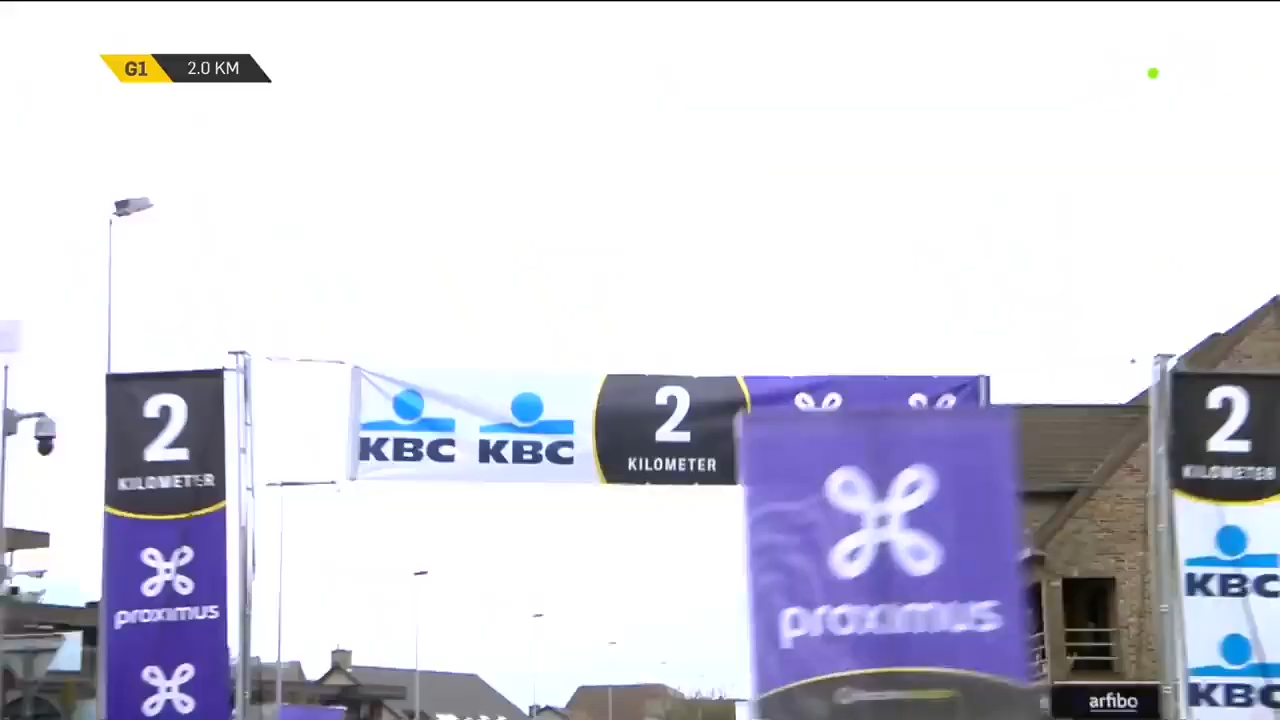 G1 2.0 KM
2
KILOMETER
proximus
KBC KBC
2
KILOMETER
proximus
2
KILOMETER
KBC
KBC
arfibo